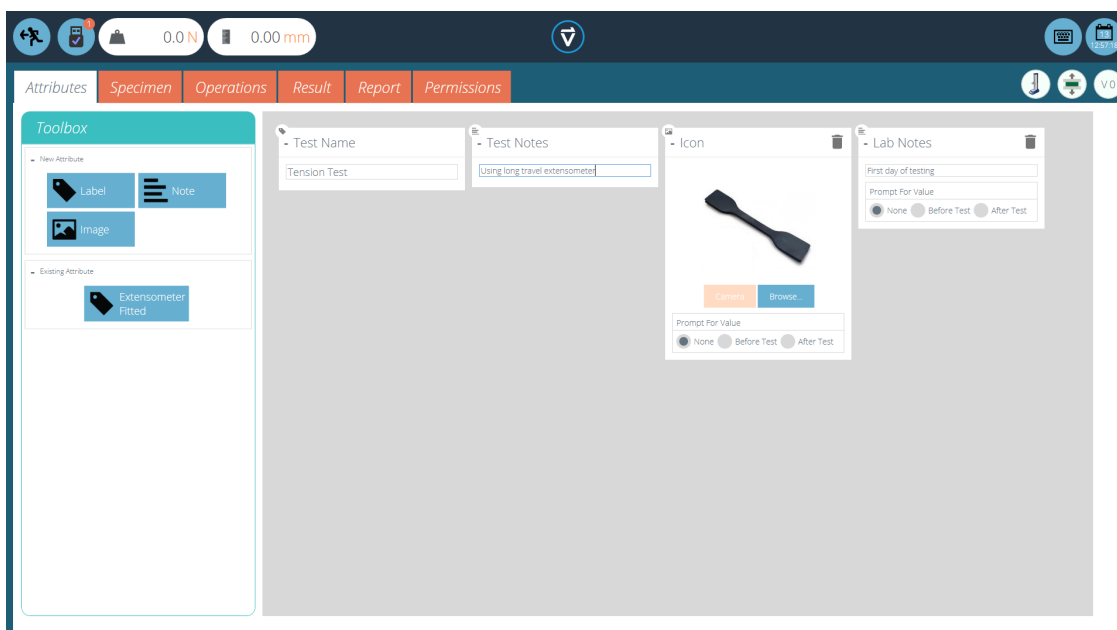 1
0.0 N
0.00 mm
13
12:57:18
Attributes
Specimen
Operations
Result
Report
Permissions
V0
Toolbox
- New Attribute
Label
Note
Image
- Existing Attribute
Extensometer
Fitted
- Test Name
Tension Test
- Test Notes
Using long travel extensometer
- Icon
Camera
Browse...
Prompt For Value
None
Before Test
After Test
- Lab Notes
First day of testing
Prompt For Value
None
Before Test
After Test